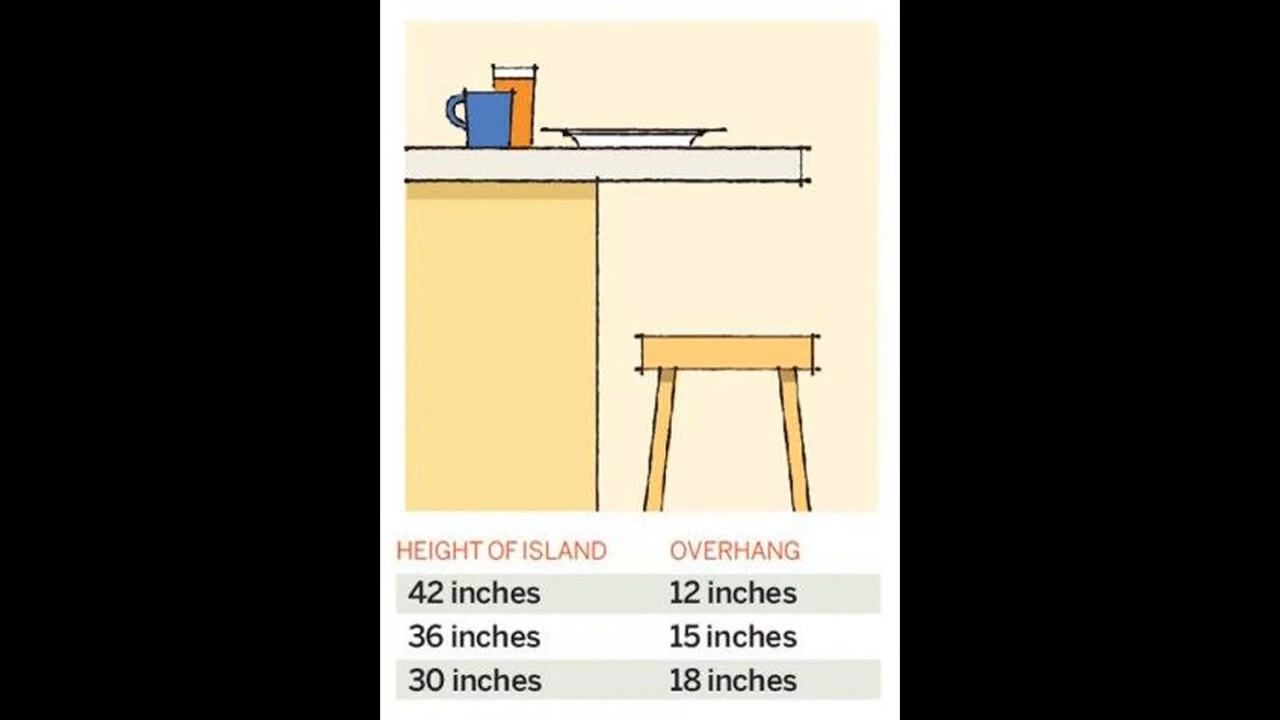 HEIGHT OF ISLAND OVERHANG
42 inches 12 inches
36 inches 15 inches
30 inches 18 inches